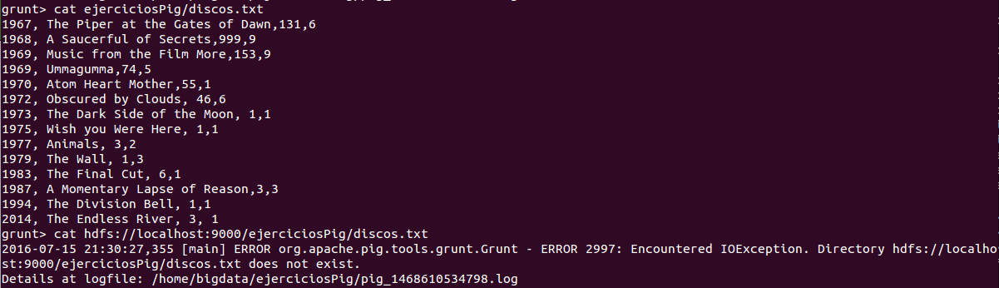 grunt> cat ejerciciosPig/discos.txt
1967, The Piper at the Gates of Dawn,131,6
1968, A Saucerful of Secrets,999,9
1969, Music from the Film More,153,9
1969, Ummagumma,74,5
1970, Atom Heart Mother,55,1
1972, Obscured by Clouds, 46,6
1973, The Dark Side of the Moon, 1,1
1975, Wish you Were Here, 1,1
1977, Animals, 3,2
1979, The Wall, 1,3
1983, The Final Cut, 6,1
1987, A Momentary Lapse of Reason,3,3
1994, The Division Bell, 1,1
2014, The Endless River, 3, 1
grunt> cat hdfs://localhost:9000/ejerciciosPig/discos.txt
2016-07-15 21:30:27,355 [main] ERROR org.apache.pig.tools.grunt.Grunt - ERROR 2997: Encountered IOException. Directory hdfs://localho
st:9000/ejerciciosPig/discos.txt does not exist.
Details at logfile: /home/bigdata/ejerciciosPig/pig_1468610534798.log